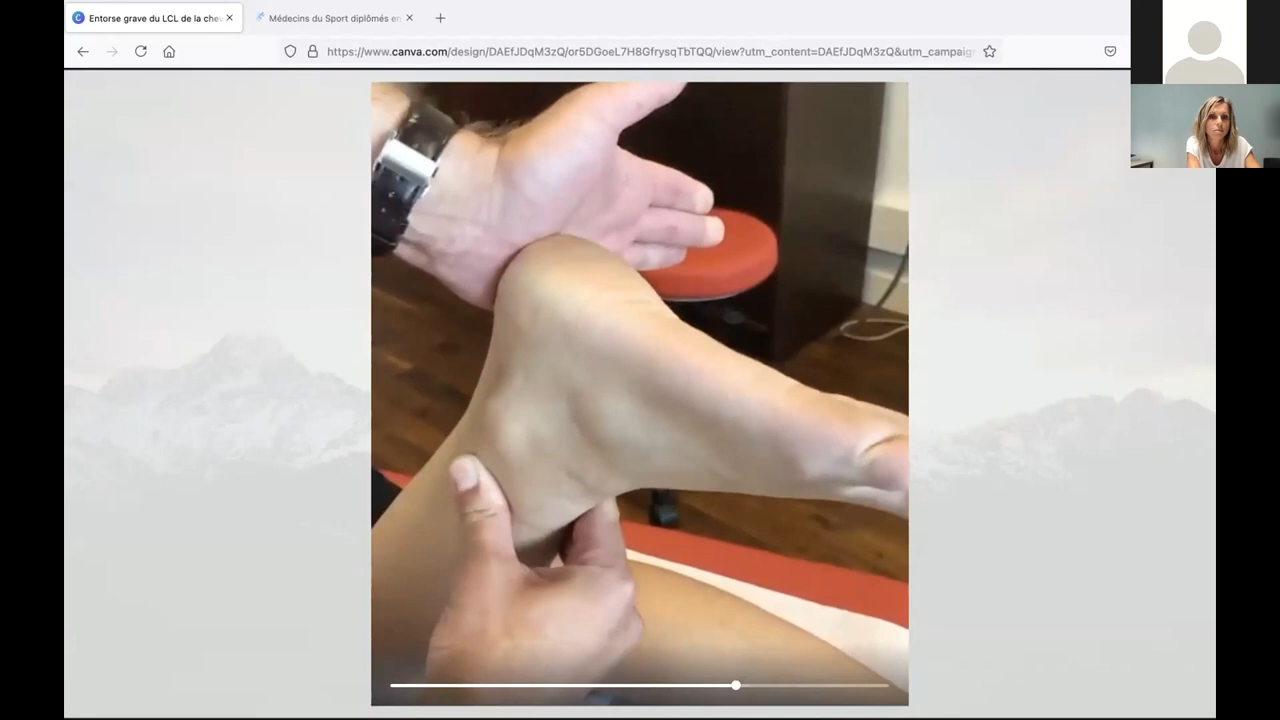 Entorse grave du LCL de la chev
Médecins du Sport diplômés en
https://www.canva.com/design/DAEfJDqM3zQ/or5DGoeL7H8GfrysqTbTQQ/view?utm_content=DAEfJDqM3zQ&utm_campaig